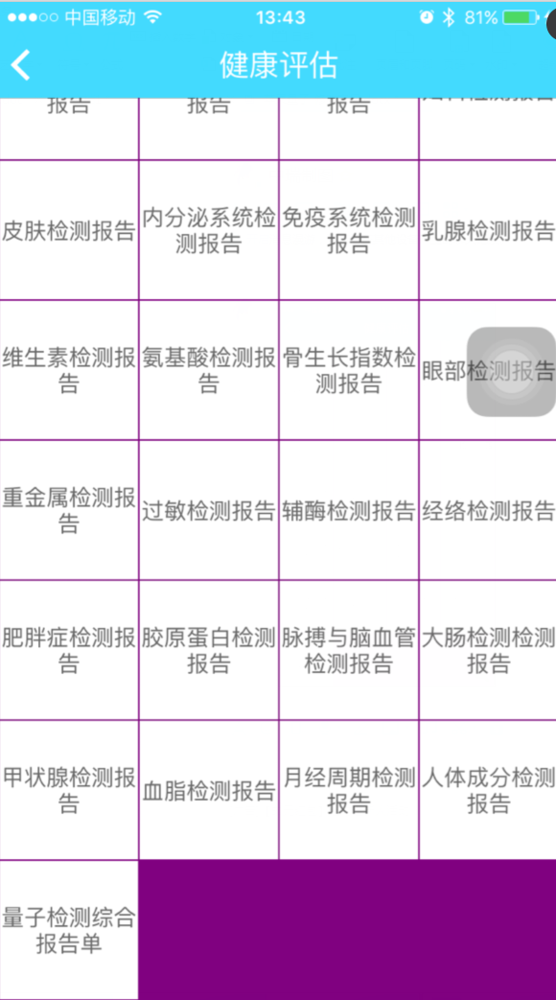 中国移动 13:43 81%
健康评估
报告 报告 报告
皮肤检测报告
内分泌系统检
测报告
免疫系统检测
报告
乳腺检测报告
维生素检测报
告
氨基酸检测报
告
骨生长指数检
测报告
眼部检测报告
重金属检测报
告
过敏检测报告
辅酶检测报告
经络检测报告
肥胖症检测报
告
胶原蛋白检测
报告
脉搏与脑血管
检测报告
大肠检测检测
报告
甲状腺检测报
告
血脂检测报告
月经周期检测
报告
人体成分检测
报告
量子检测综合
报告单